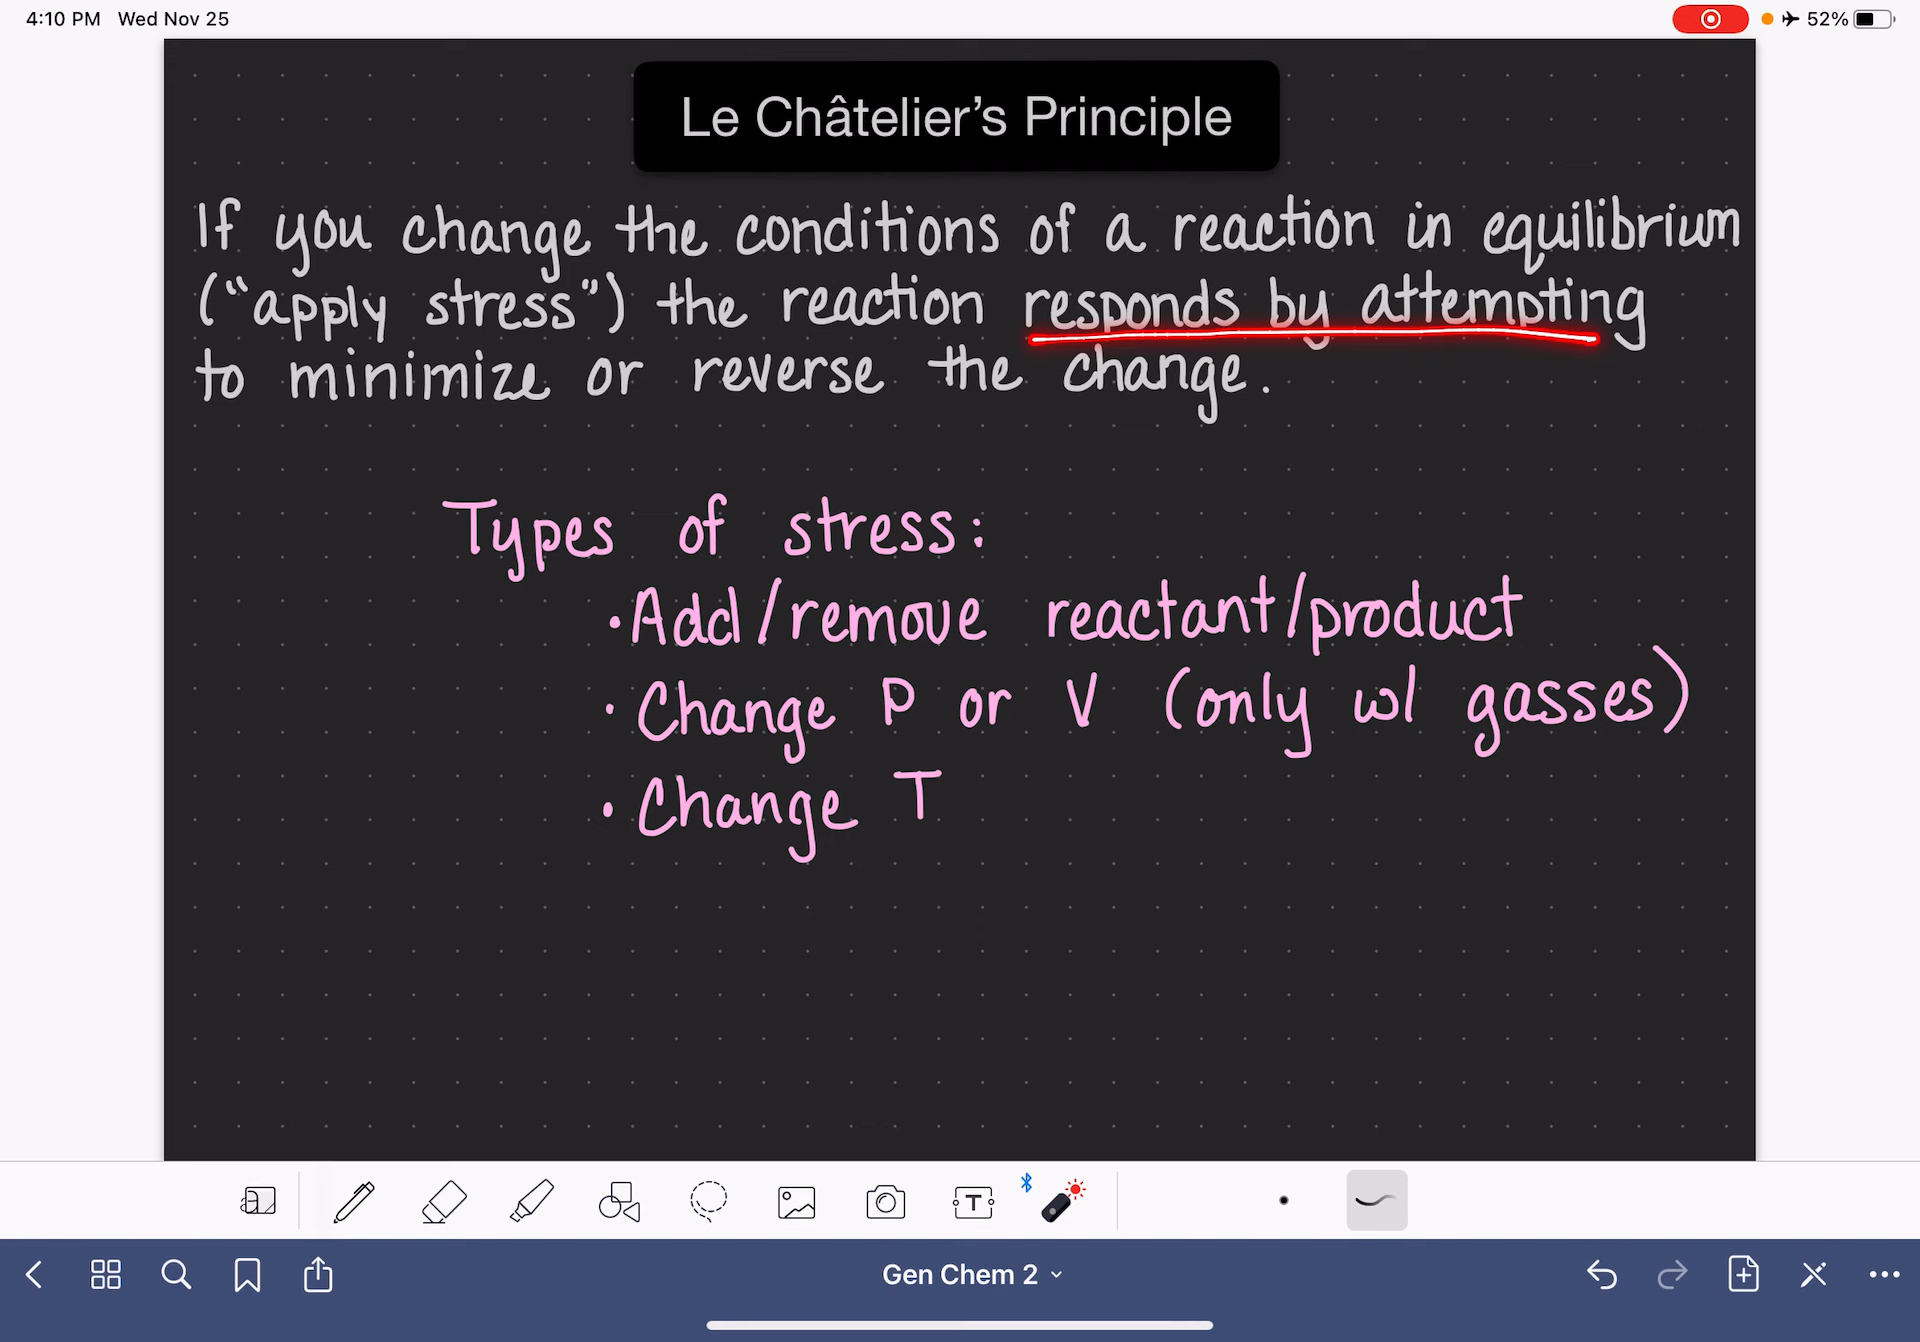 4:10 PM Wed Nov 25
52%
Le Châtelier's Principle
If you change the conditions of a reaction in equilibrium
("apply stress") the reaction responds by attempting
to minimize or reverse the change.
Types of stress:
• Add/remove reactant/product
• Change P or V (only w/ gasses)
• Change T
Gen Chem 2